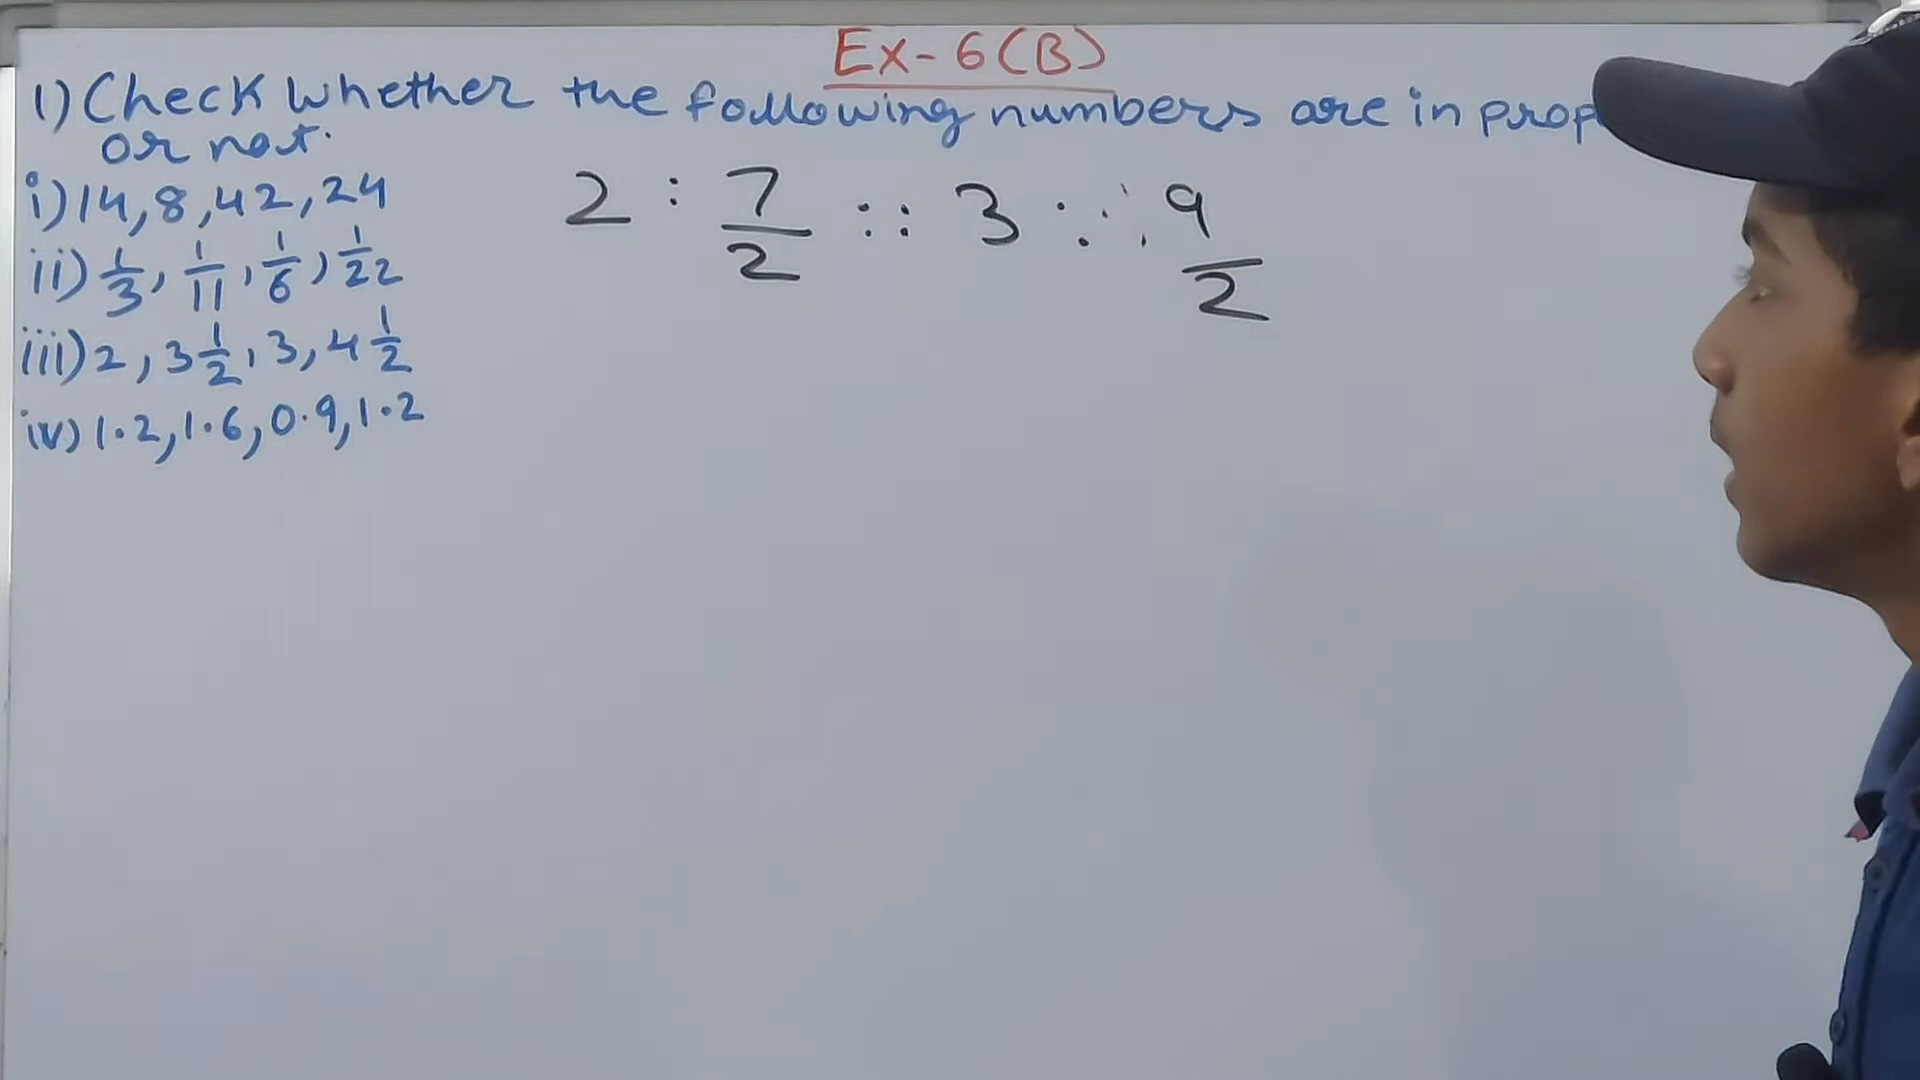 Ex-6(B)
1) Check whether the following numbers are in prop
or not.
i) 14, 8, 42, 24
ii) 1/3, 1/11, 1/6, 1/22
iii) 2, 3 1/2, 3, 4 1/2
iv) 1.2, 1.6, 0.9, 1.2
2 : 7/2 :: 3 : 9/2